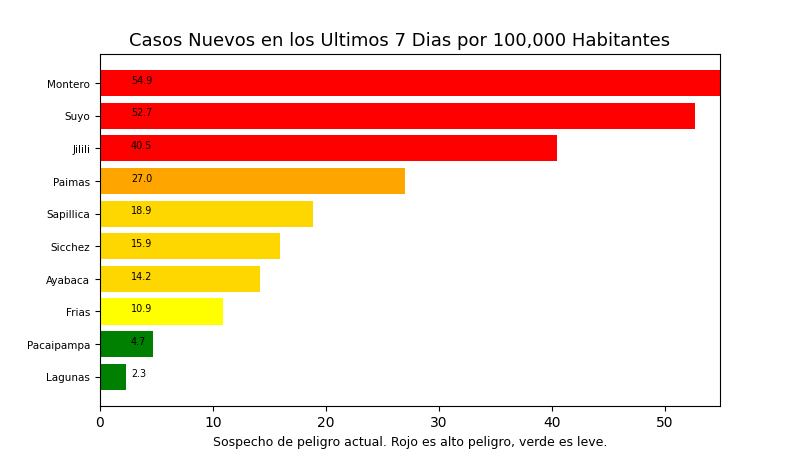 Casos Nuevos en los Ultimos 7 Dias por 100,000 Habitantes
Montero 54.9
Suyo 52.7
Jilili 40.5
Paimas 27.0
Sapillica 18.9
Sicchez 15.9
Ayabaca 14.2
Frias 10.9
Pacaipampa 4.7
Lagunas 2.3
0 10 20 30 40 50
Sospecho de peligro actual. Rojo es alto peligro, verde es leve.